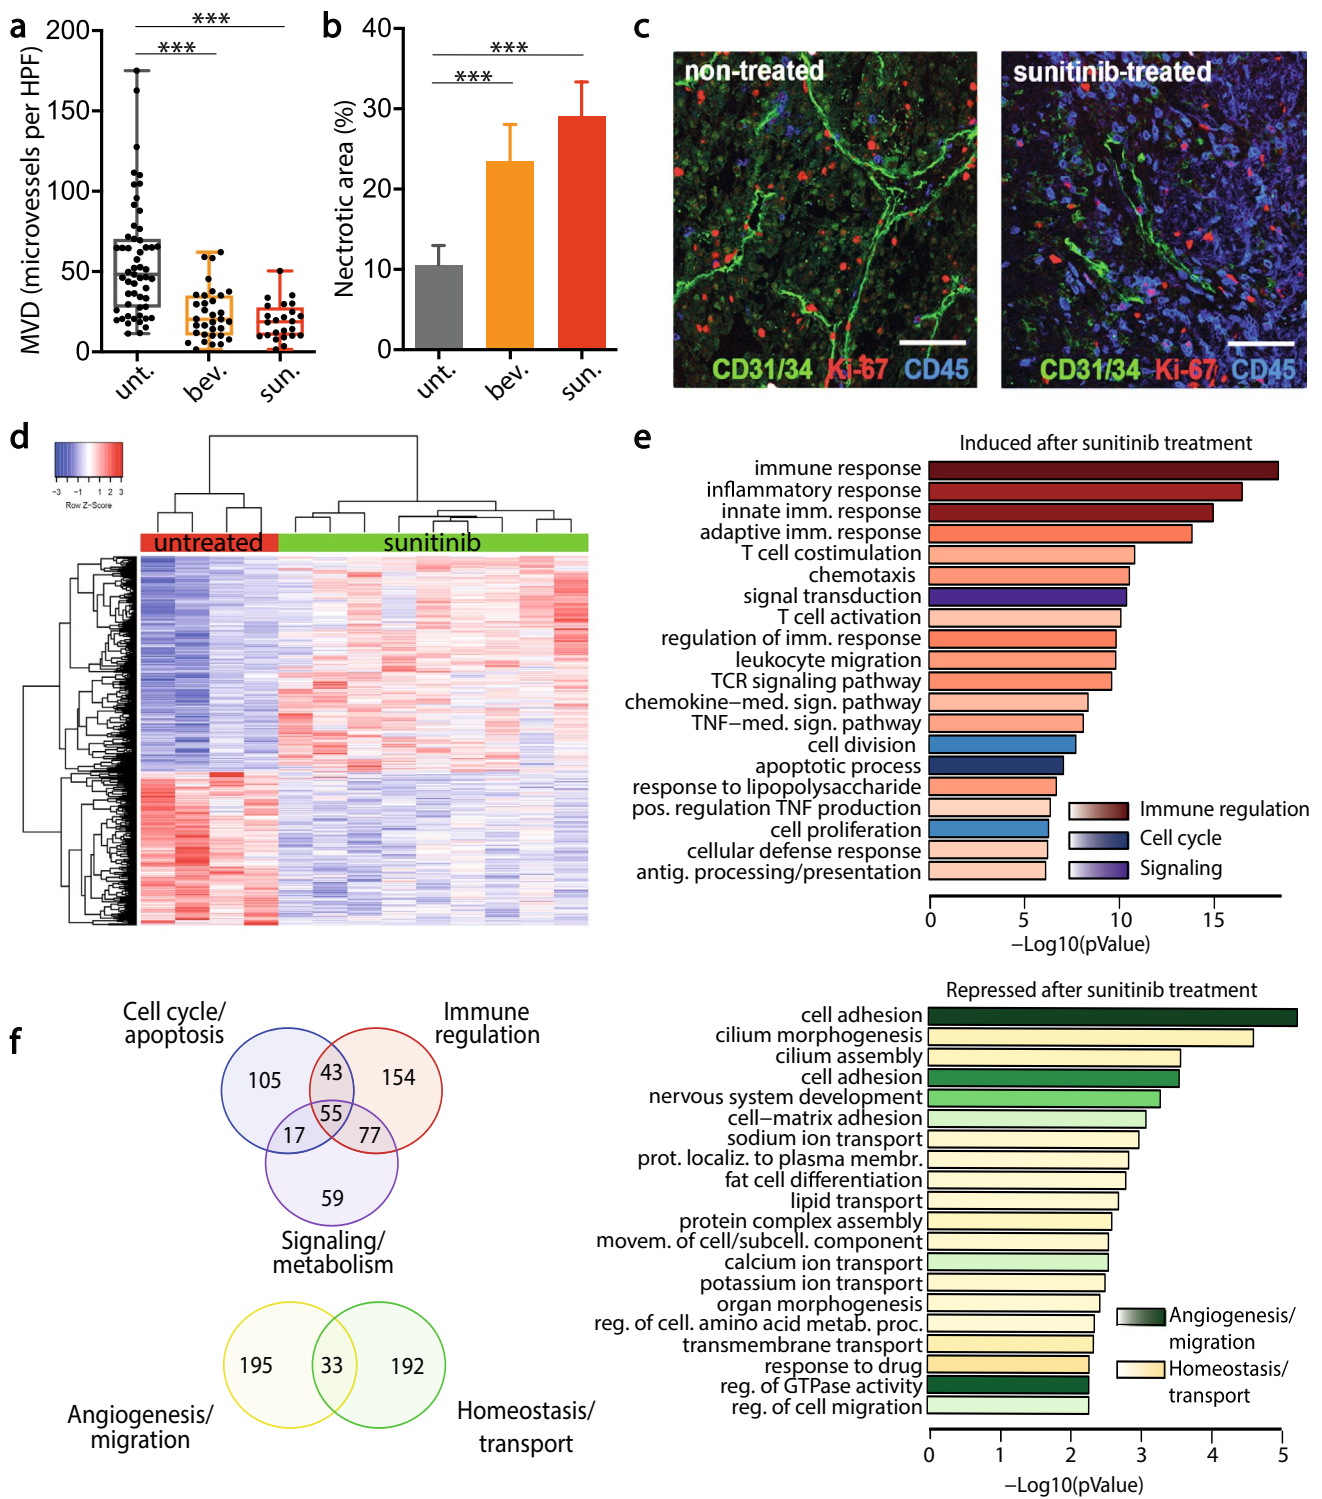 a
***
***
200
150
100
50
0
MVD (microvessels per HPF)
unt.
bev.
sun.
b
***
***
40
30
20
10
0
Nectrotic area (%)
unt.
bev.
sun.
c
non-treated
CD31/34 Ki-67 CD45
sunitinib-treated
CD31/34 Ki-67 CD45
d
−3 −1 1 2 3
Row Z−Score
untreated
sunitinib
e
Induced after sunitinib treatment
immune response
inflammatory response
innate imm. response
adaptive imm. response
T cell costimulation
chemotaxis
signal transduction
T cell activation
regulation of imm. response
leukocyte migration
TCR signaling pathway
chemokine−med. sign. pathway
TNF−med. sign. pathway
cell division
apoptotic process
response to lipopolysaccharide
pos. regulation TNF production
cell proliferation
cellular defense response
antig. processing/presentation
Immune regulation
Cell cycle
Signaling
0 5 10 15
−Log10(pValue)
Repressed after sunitinib treatment
cell adhesion
cilium morphogenesis
cilium assembly
cell adhesion
nervous system development
cell−matrix adhesion
sodium ion transport
prot. localiz. to plasma membr.
fat cell differentiation
lipid transport
protein complex assembly
movem. of cell/subcell. component
calcium ion transport
potassium ion transport
organ morphogenesis
reg. of cell. amino acid metab. proc.
transmembrane transport
response to drug
reg. of GTPase activity
reg. of cell migration
Angiogenesis/
migration
Homeostasis/
transport
0 1 2 3 4 5
−Log10(pValue)
f
Cell cycle/
apoptosis
Immune
regulation
105
43
154
55
17
77
59
Signaling/
metabolism
195
33
192
Angiogenesis/
migration
Homeostasis/
transport